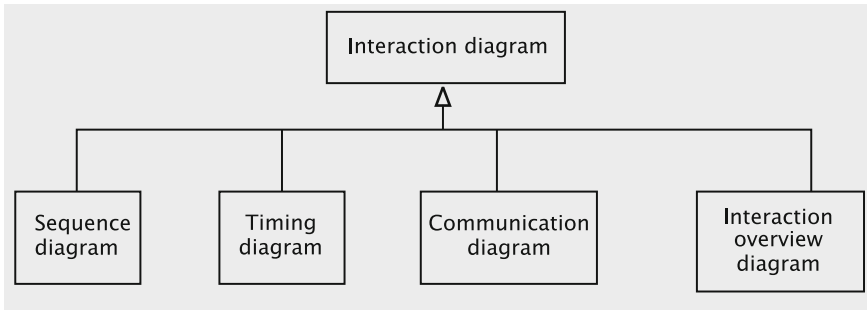 Interaction diagram
Sequence
diagram
Timing
diagram
Communication
diagram
Interaction
overview
diagram